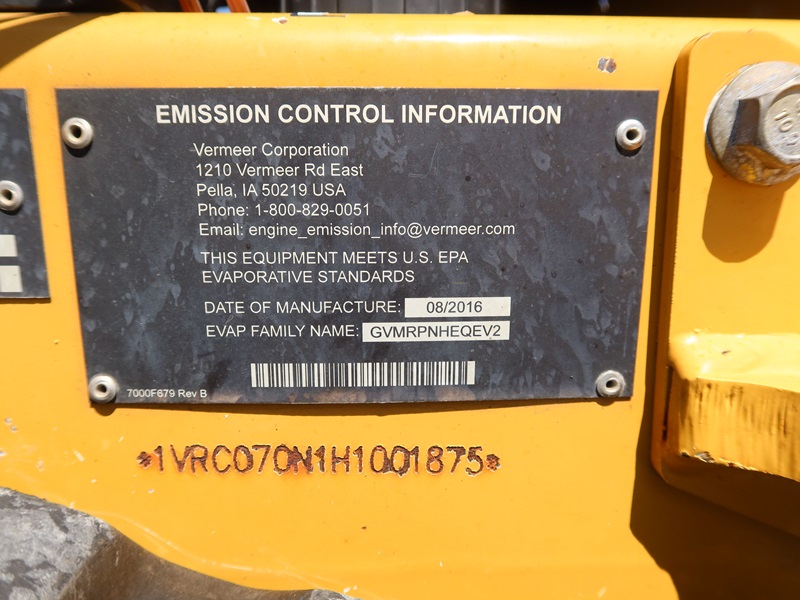 EMISSION CONTROL INFORMATION
Vermeer Corporation
1210 Vermeer Rd East
Pella, IA 50219 USA
Phone: 1-800-829-0051
Email: engine_emission_info@vermeer.com
THIS EQUIPMENT MEETS U.S. EPA
EVAPORATIVE STANDARDS
DATE OF MANUFACTURE: 08/2016
EVAP FAMILY NAME: GVMRPNHEQEV2
7000F679 Rev B
*1VRC070N1H1001875*